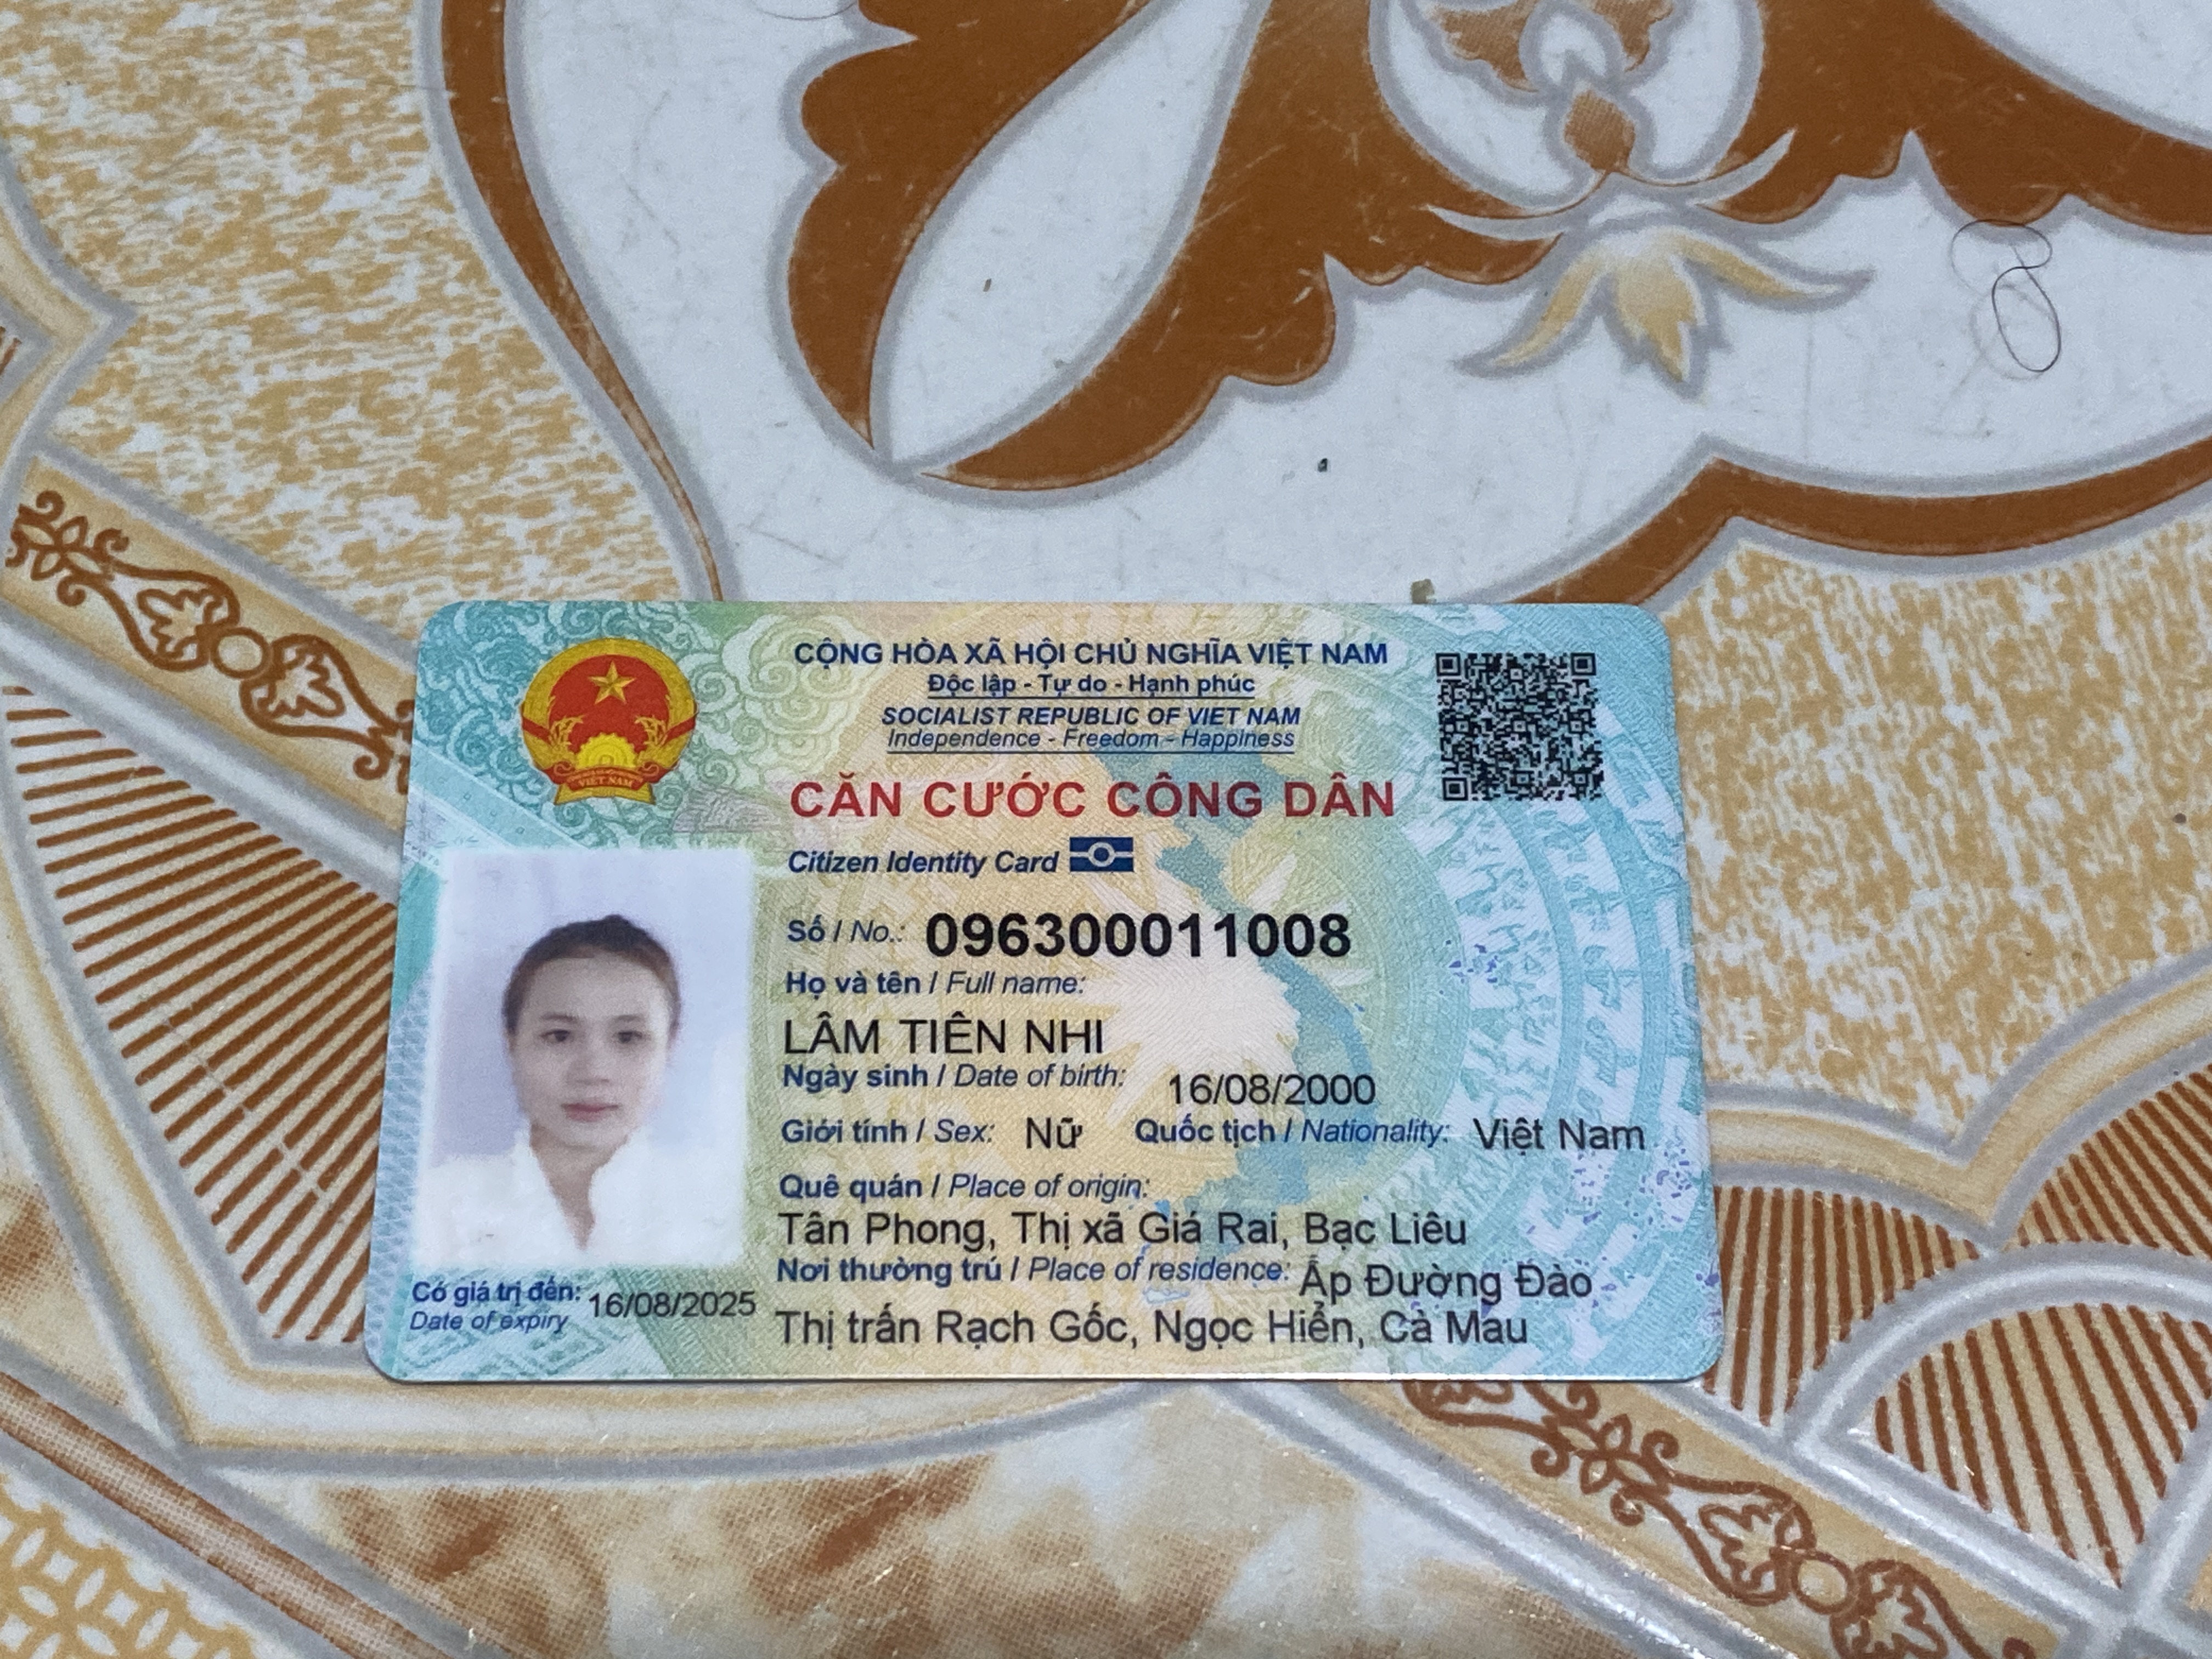 CỘNG HÒA XÃ HỘI CHỦ NGHĨA VIỆT NAM
Độc lập - Tự do - Hạnh phúc
SOCIALIST REPUBLIC OF VIET NAM
Independence - Freedom - Happiness
CĂN CƯỚC CÔNG DÂN
Citizen Identity Card
Số / No.: 096300011008
Họ và tên / Full name:
LÂM TIÊN NHI
Ngày sinh / Date of birth: 16/08/2000
Giới tính / Sex: Nữ Quốc tịch / Nationality: Việt Nam
Quê quán / Place of origin:
Tân Phong, Thị xã Giá Rai, Bạc Liêu
Nơi thường trú / Place of residence: Ấp Đường Đào
Thị trấn Rạch Gốc, Ngọc Hiển, Cà Mau
Có giá trị đến: 16/08/2025
Date of expiry